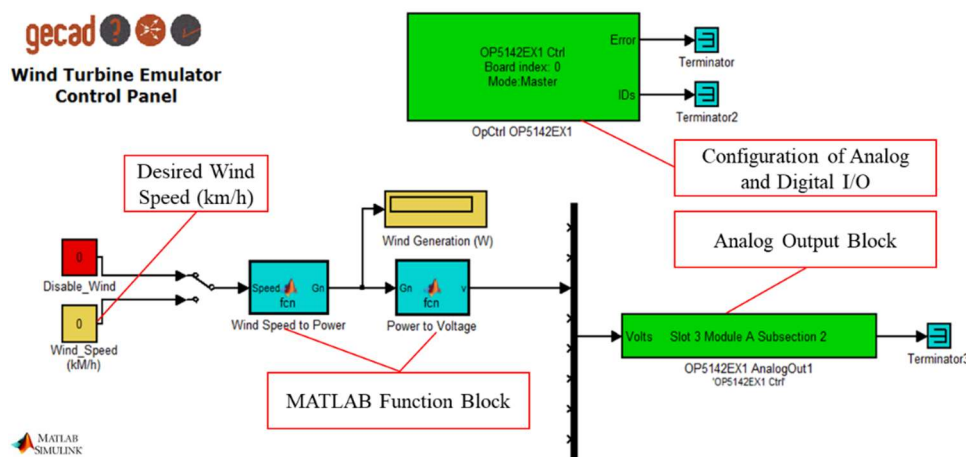 gecad
Wind Turbine Emulator
Control Panel
OP5142EX1 Ctrl
Board index: 0
Mode:Master
Error
IDs
Terminator
Terminator2
OpCtrl OP5142EX1
Configuration of Analog
and Digital I/O
Desired Wind
Speed (km/h)
Wind Generation (W)
Analog Output Block
0
Disable_Wind
0
Wind_Speed
(kM/h)
Speed
fcn
Gn
Wind Speed to Power
Gn
fcn
v
Power to Voltage
MATLAB Function Block
Volts
Slot 3 Module A Subsection 2
Terminator3
OP5142EX1 AnalogOut1
'OP5142EX1 Ctrl'
MATLAB
SIMULINK